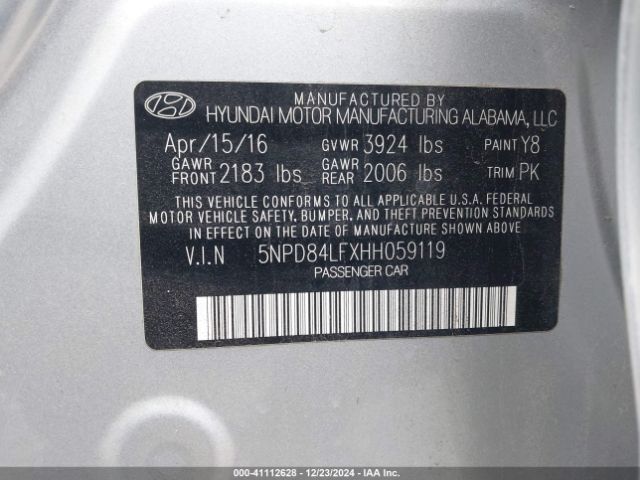 MANUFACTURED BY
HYUNDAI MOTOR MANUFACTURING ALABAMA, LLC
Apr/15/16 GVWR 3924 lbs PAINT Y8
GAWR FRONT 2183 lbs GAWR REAR 2006 lbs TRIM PK
THIS VEHICLE CONFORMS TO ALL APPLICABLE U.S.A. FEDERAL
MOTOR VEHICLE SAFETY, BUMPER, AND THEFT PREVENTION STANDARDS
IN EFFECT ON THE DATE OF MANUFACTURE SHOWN ABOVE
V.I.N 5NPD84LFXHH059119
PASSENGER CAR
000-41112628 - 12/23/2024 - IAA Inc.